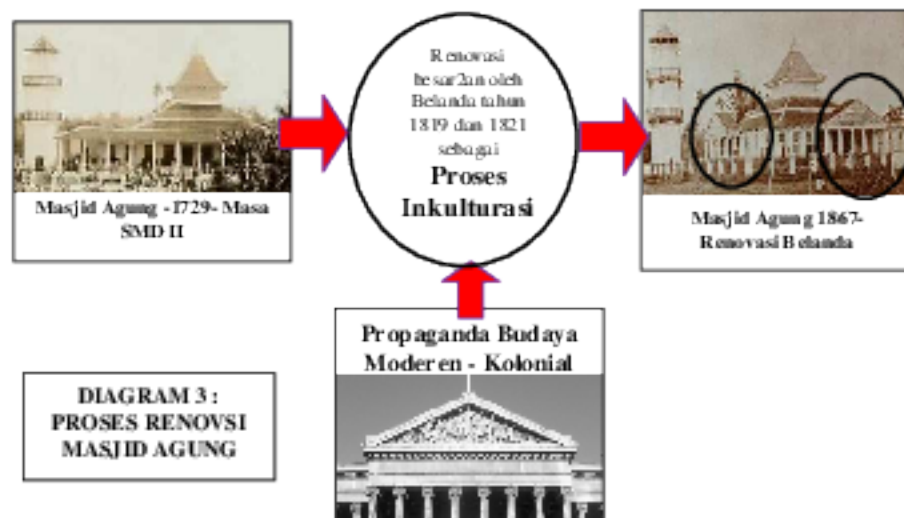 Masjid Agung -1729- Masa
SMD II
Renovasi
besar2an oleh
Belanda tahun
1819 dan 1821
sebagai
Proses
Inkulturasi
Masjid Agung 1867-
Renovasi Belanda
Propaganda Budaya
Moderen - Kolonial
DIAGRAM 3 :
PROSES RENOVSI
MASJID AGUNG